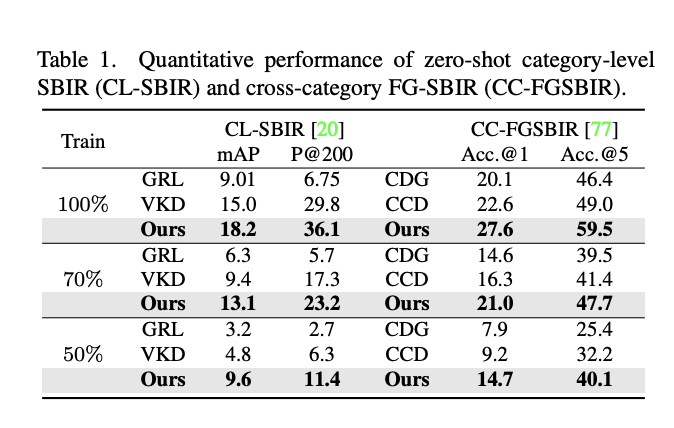 Table 1. Quantitative performance of zero-shot category-level
SBIR (CL-SBIR) and cross-category FG-SBIR (CC-FGSBIR).
Train CL-SBIR [20] CC-FGSBIR [77]
mAP P@200 Acc.@1 Acc.@5
GRL 9.01 6.75 CDG 20.1 46.4
100% VKD 15.0 29.8 CCD 22.6 49.0
Ours 18.2 36.1 Ours 27.6 59.5
GRL 6.3 5.7 CDG 14.6 39.5
70% VKD 9.4 17.3 CCD 16.3 41.4
Ours 13.1 23.2 Ours 21.0 47.7
GRL 3.2 2.7 CDG 7.9 25.4
50% VKD 4.8 6.3 CCD 9.2 32.2
Ours 9.6 11.4 Ours 14.7 40.1